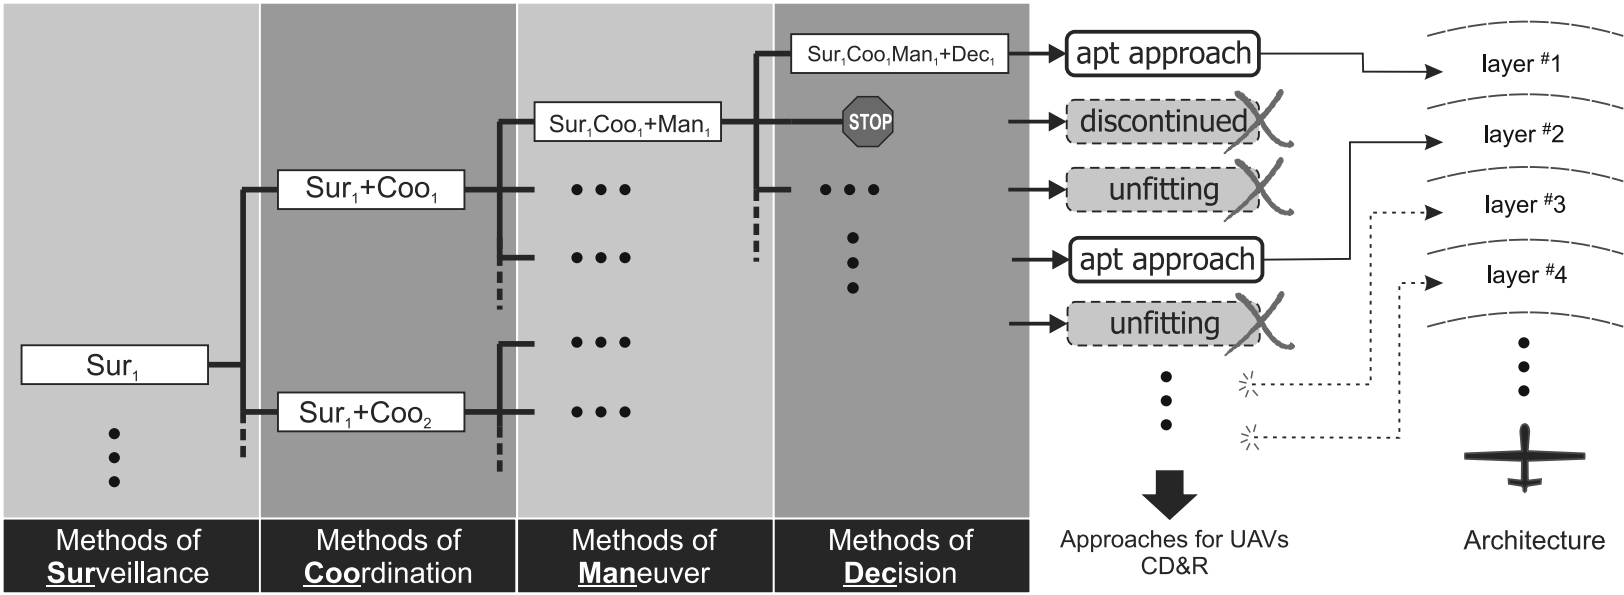 Sur₁Coo₁Man₁+Dec₁
apt approach
layer #1
Sur₁Coo₁+Man₁
STOP
discontinued
layer #2
Sur₁+Coo₁
unfitting
layer #3
apt approach
layer #4
unfitting
Sur₁
Sur₁+Coo₂
Methods of
Surveillance
Methods of
Coordination
Methods of
Maneuver
Methods of
Decision
Approaches for UAVs
CD&R
Architecture